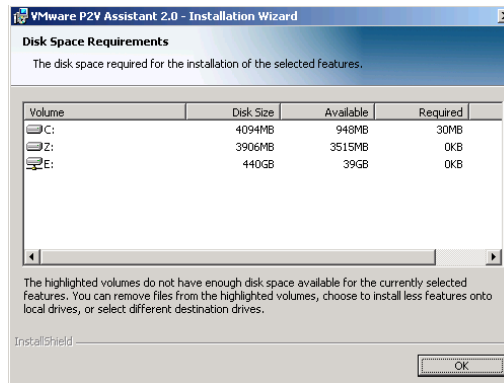 VMware P2V Assistant 2.0 - Installation Wizard
Disk Space Requirements
The disk space required for the installation of the selected features.
Volume Disk Size Available Required
C: 4094MB 948MB 30MB
Z: 3906MB 3515MB 0KB
E: 440GB 39GB 0KB
The highlighted volumes do not have enough disk space available for the currently selected
features. You can remove files from the highlighted volumes, choose to install less features onto
local drives, or select different destination drives.
InstallShield
OK